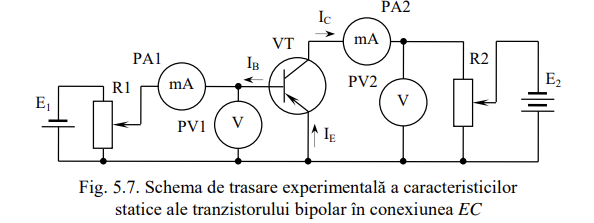 PA2
I_C
PA1
VT
mA
I_B
R1
mA
R2
PV2
E_1
E_2
PV1
V
V
I_E
Fig. 5.7. Schema de trasare experimentală a caracteristicilor
statice ale tranzistorului bipolar în conexiunea EC